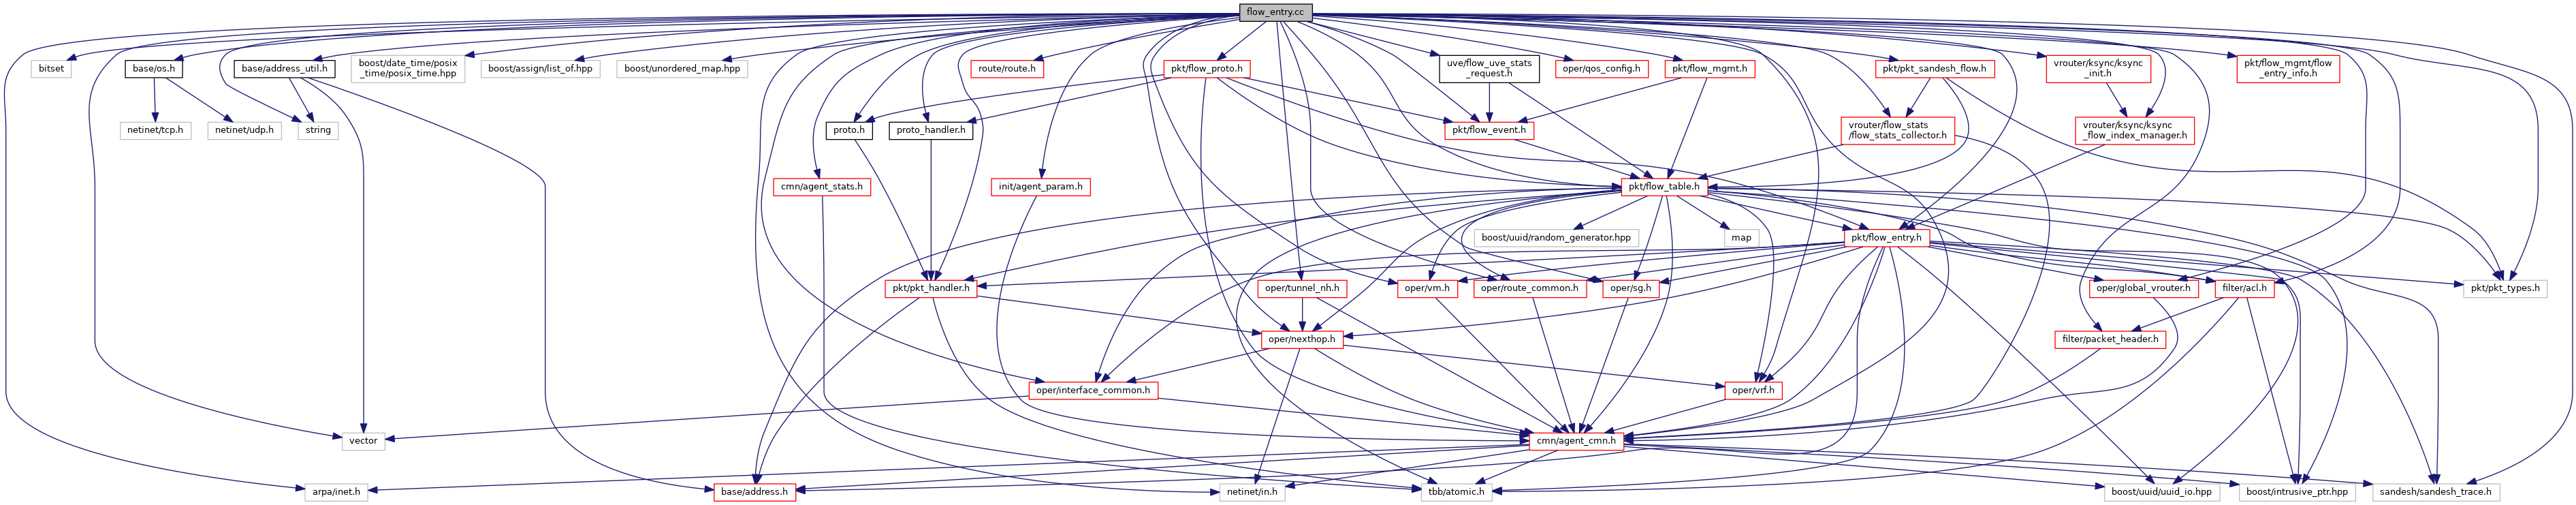 flow_entry.cc
bitset
base/os.h
base/address_util.h
boost/date_time/posix
_time/posix_time.hpp
boost/assign/list_of.hpp
boost/unordered_map.hpp
route/route.h
pkt/flow_proto.h
uve/flow_uve_stats
_request.h
oper/qos_config.h
pkt/flow_mgmt.h
pkt/pkt_sandesh_flow.h
vrouter/ksync/ksync
_init.h
pkt/flow_mgmt/flow
_entry_info.h
netinet/tcp.h
netinet/udp.h
string
proto.h
proto_handler.h
pkt/flow_event.h
vrouter/flow_stats
/flow_stats_collector.h
vrouter/ksync/ksync
_flow_index_manager.h
cmn/agent_stats.h
init/agent_param.h
pkt/flow_table.h
boost/uuid/random_generator.hpp
map
pkt/flow_entry.h
pkt/pkt_handler.h
oper/tunnel_nh.h
oper/vm.h
oper/route_common.h
oper/sg.h
oper/global_vrouter.h
filter/acl.h
pkt/pkt_types.h
oper/nexthop.h
filter/packet_header.h
oper/interface_common.h
oper/vrf.h
vector
cmn/agent_cmn.h
arpa/inet.h
base/address.h
netinet/in.h
tbb/atomic.h
boost/uuid/uuid_io.hpp
boost/intrusive_ptr.hpp
sandesh/sandesh_trace.h